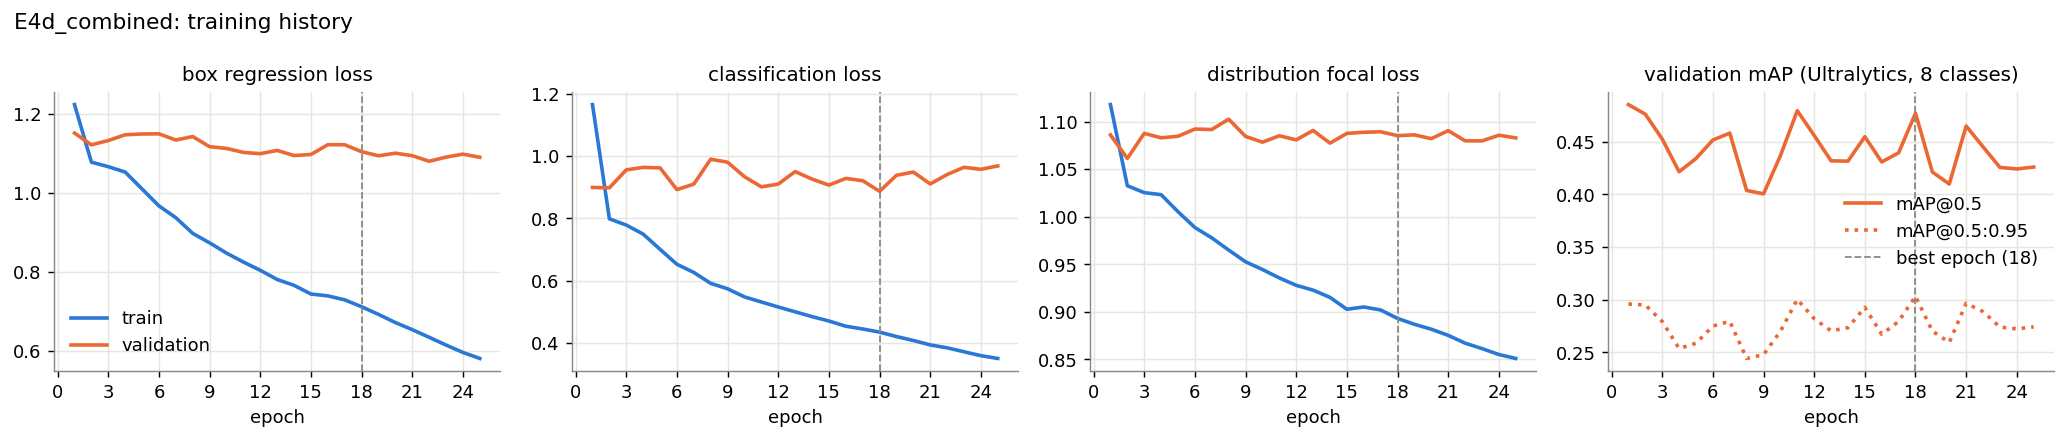 E4d_combined: training history
box regression loss
1.2
1.0
0.8
0.6
train
validation
0 3 6 9 12 15 18 21 24
epoch
classification loss
1.2
1.0
0.8
0.6
0.4
0 3 6 9 12 15 18 21 24
epoch
distribution focal loss
1.10
1.05
1.00
0.95
0.90
0.85
0 3 6 9 12 15 18 21 24
epoch
validation mAP (Ultralytics, 8 classes)
0.45
0.40
0.35
0.30
0.25
mAP@0.5
mAP@0.5:0.95
best epoch (18)
0 3 6 9 12 15 18 21 24
epoch